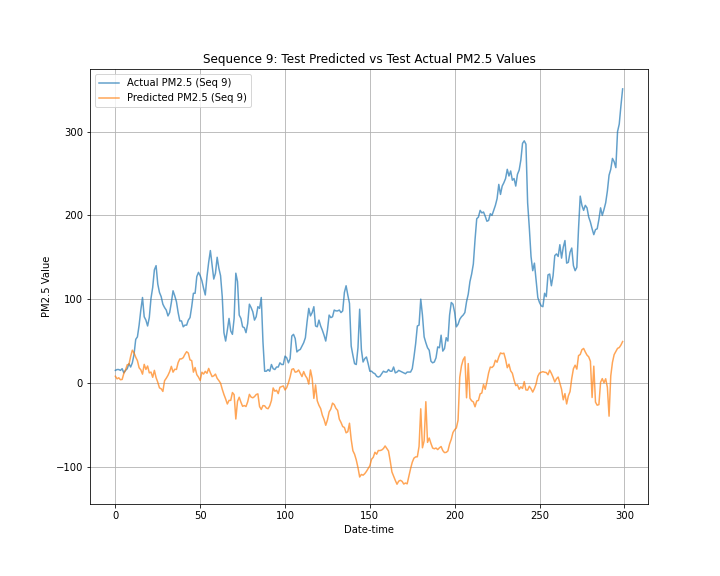 Sequence 9: Test Predicted vs Test Actual PM2.5 Values
Actual PM2.5 (Seq 9)
Predicted PM2.5 (Seq 9)
300
200
100
0
−100
PM2.5 Value
0 50 100 150 200 250 300
Date-time